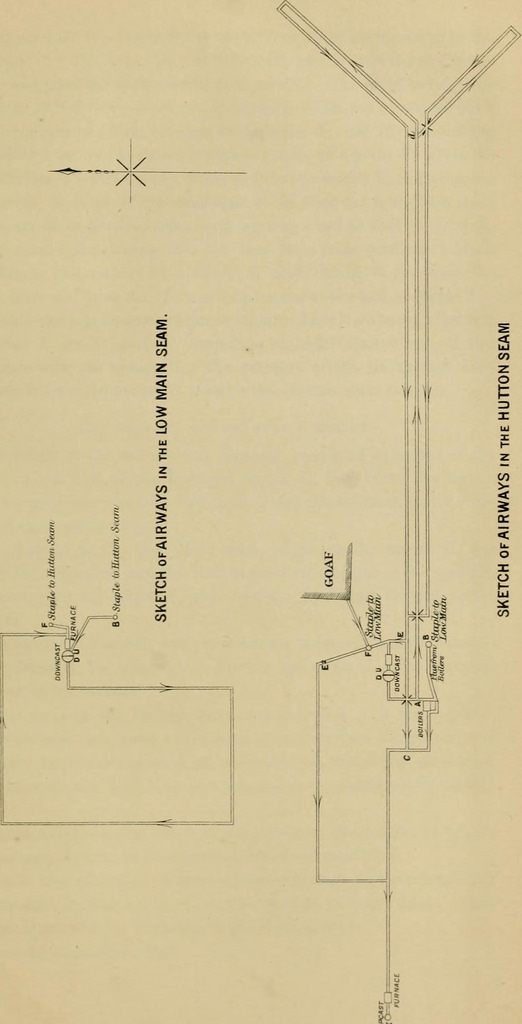 SKETCH OF AIRWAYS IN THE LOW MAIN SEAM.
F
Staple to Hutton Seam
FURNACE
DOWNCAST
D U
B
Staple to Hutton Seam
SKETCH OF AIRWAYS IN THE HUTTON SEAM
d
GOAF
Staple to
Low Main
F
E
E
D U
DOWNCAST
B
Staple to
Low Main
Flue from
Boilers
A
BOILERS
C
FURNACE